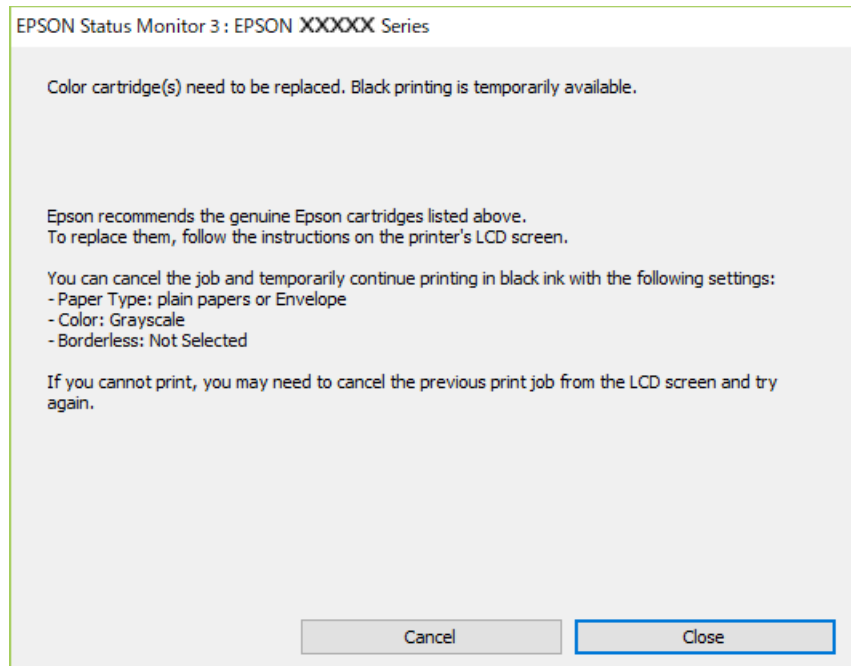 EPSON Status Monitor 3 : EPSON XXXXX Series
Color cartridge(s) need to be replaced. Black printing is temporarily available.
Epson recommends the genuine Epson cartridges listed above.
To replace them, follow the instructions on the printer's LCD screen.
You can cancel the job and temporarily continue printing in black ink with the following settings:
- Paper Type: plain papers or Envelope
- Color: Grayscale
- Borderless: Not Selected
If you cannot print, you may need to cancel the previous print job from the LCD screen and try
again.
Cancel
Close